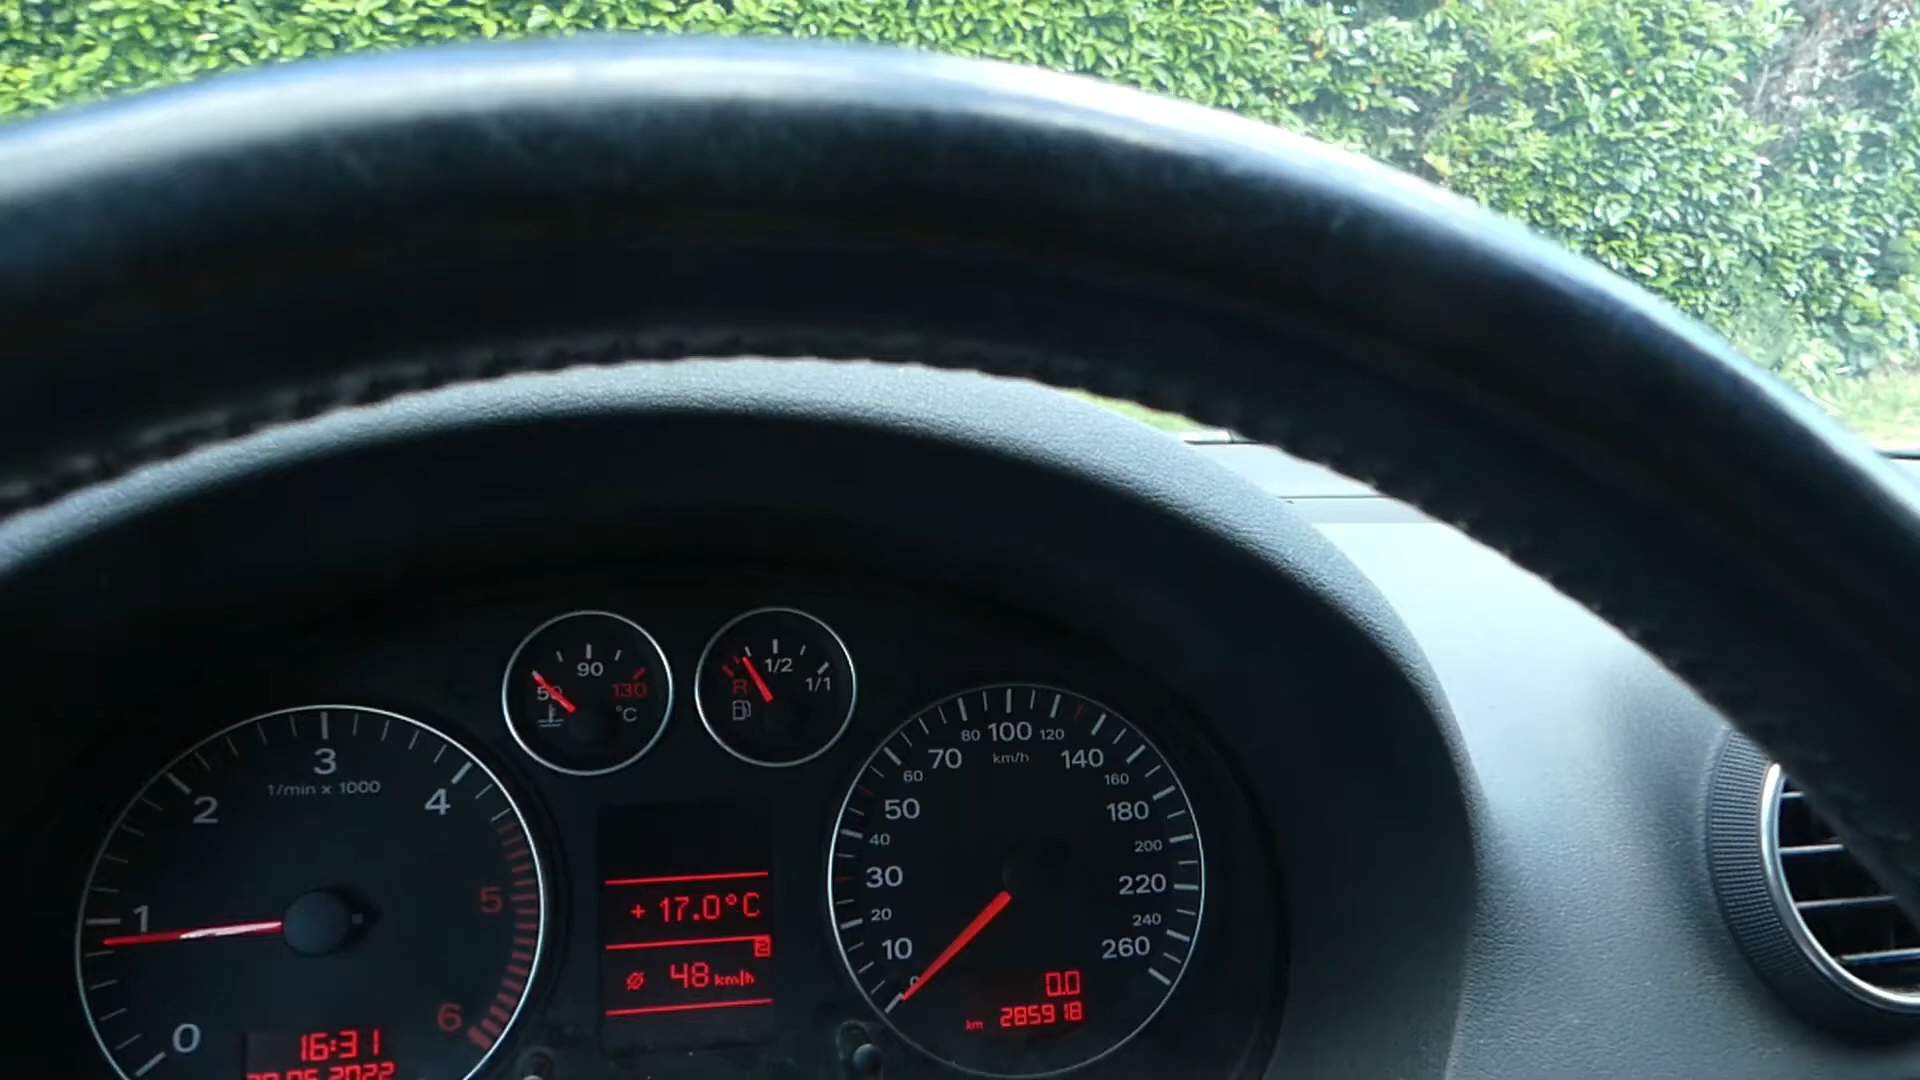 50 90 130
°C
R 1/2 1/1
0 1 2 3 4 5 6
1/min x 1000
16:31
+ 17.0°C
2
Ø 48 km/h
0 10 20 30 40 50 60 70 80 100 120 140 160 180 200 220 240 260
km/h
0.0
km 285918